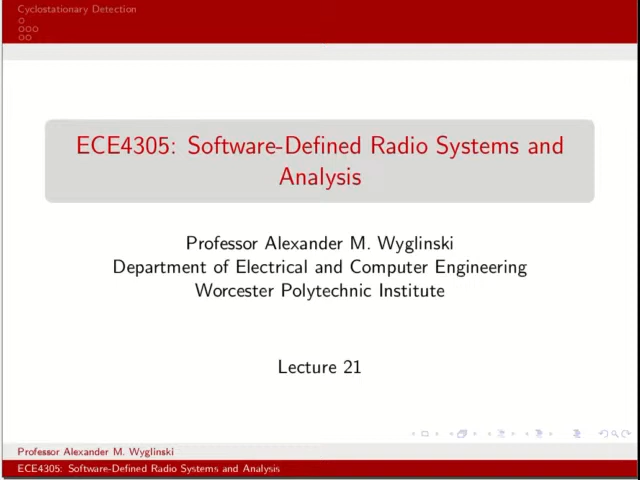 Cyclostationary Detection
ECE4305: Software-Defined Radio Systems and
Analysis
Professor Alexander M. Wyglinski
Department of Electrical and Computer Engineering
Worcester Polytechnic Institute
Lecture 21
Professor Alexander M. Wyglinski
ECE4305: Software-Defined Radio Systems and Analysis